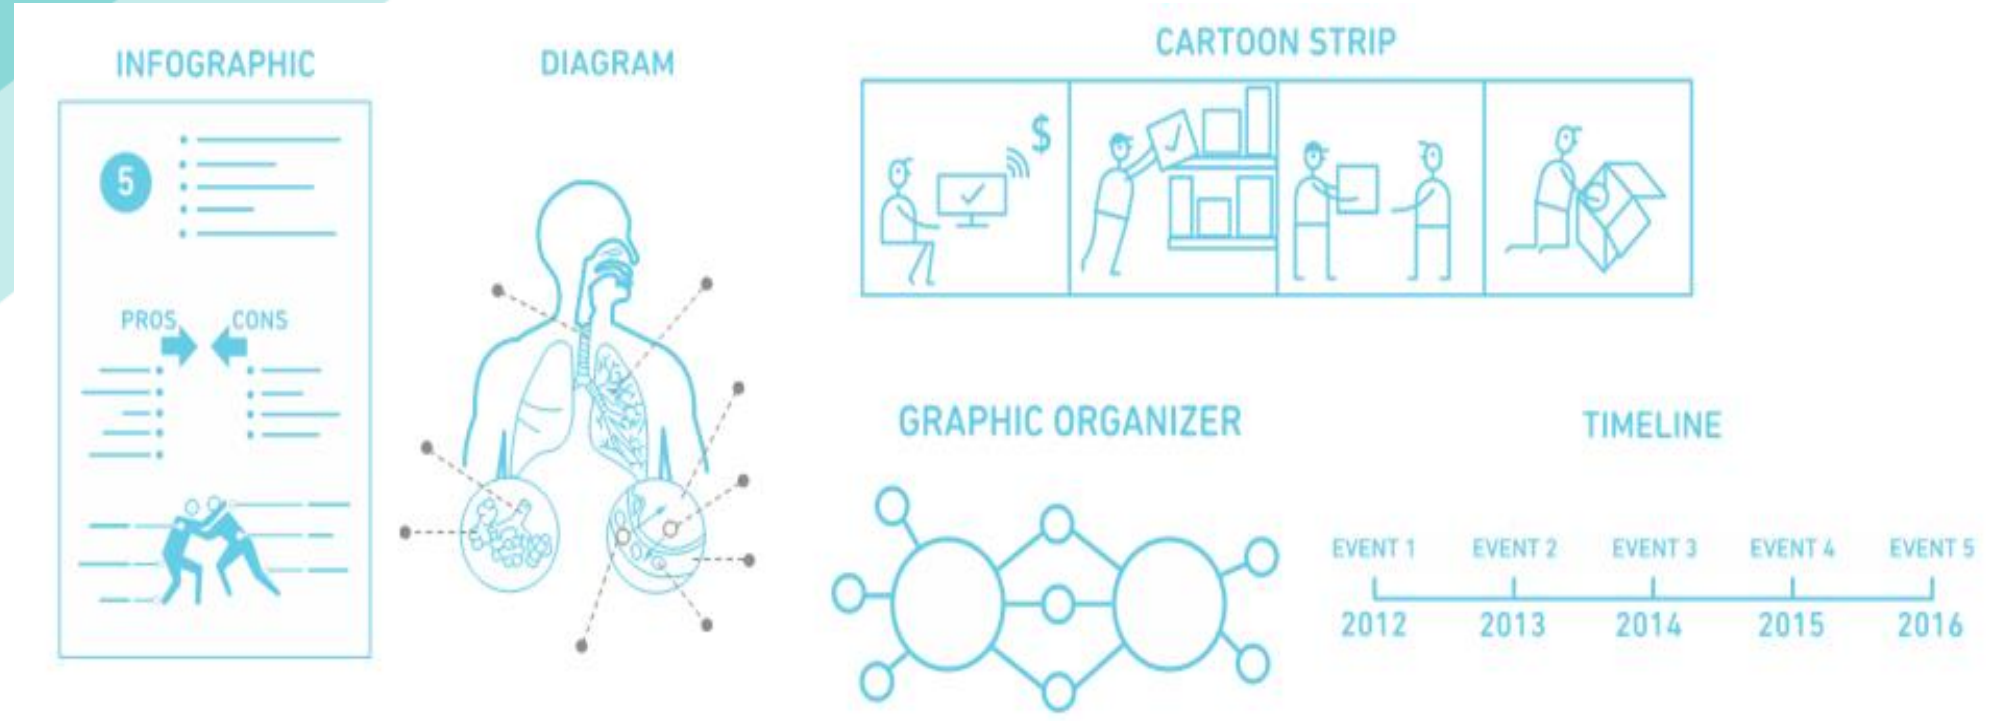 INFOGRAPHIC
5
PROS
CONS
DIAGRAM
CARTOON STRIP
$
GRAPHIC ORGANIZER
TIMELINE
EVENT 1
EVENT 2
EVENT 3
EVENT 4
EVENT 5
2012
2013
2014
2015
2016